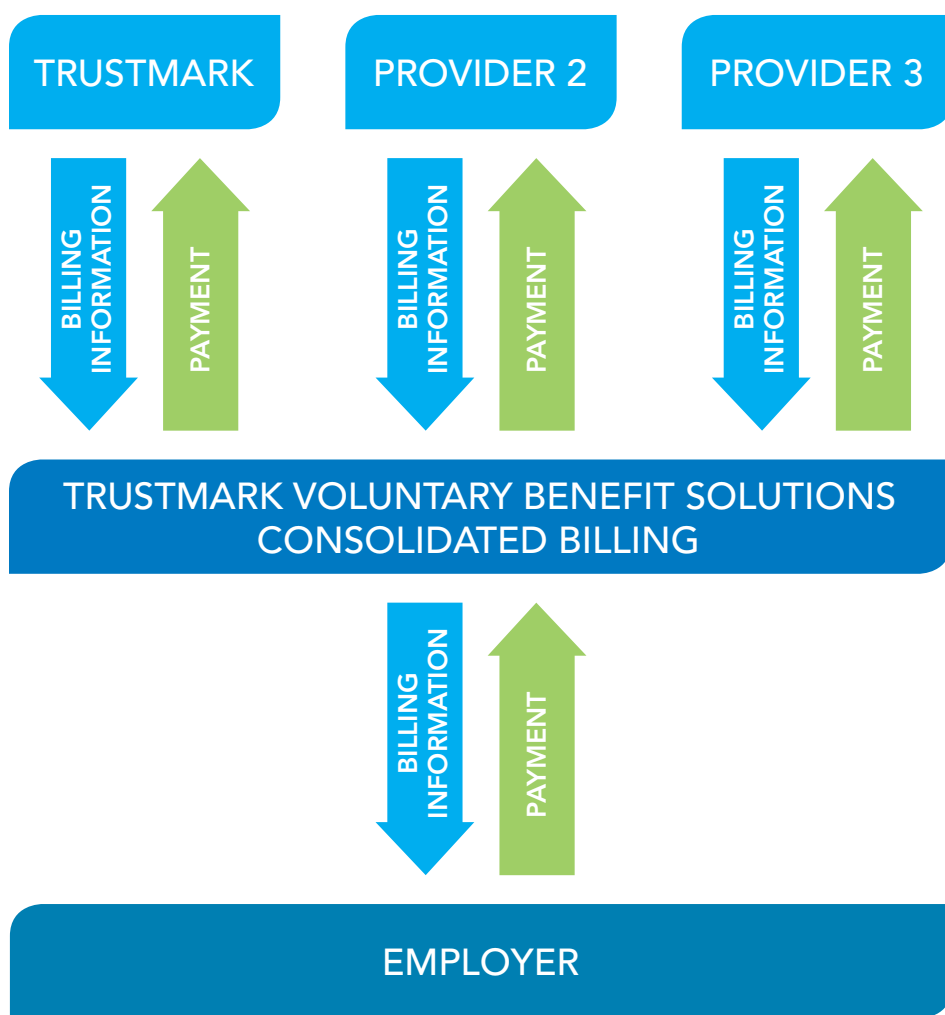 TRUSTMARK
PROVIDER 2
PROVIDER 3
BILLING
INFORMATION
PAYMENT
BILLING
INFORMATION
PAYMENT
BILLING
INFORMATION
PAYMENT
TRUSTMARK VOLUNTARY BENEFIT SOLUTIONS
CONSOLIDATED BILLING
BILLING
INFORMATION
PAYMENT
EMPLOYER